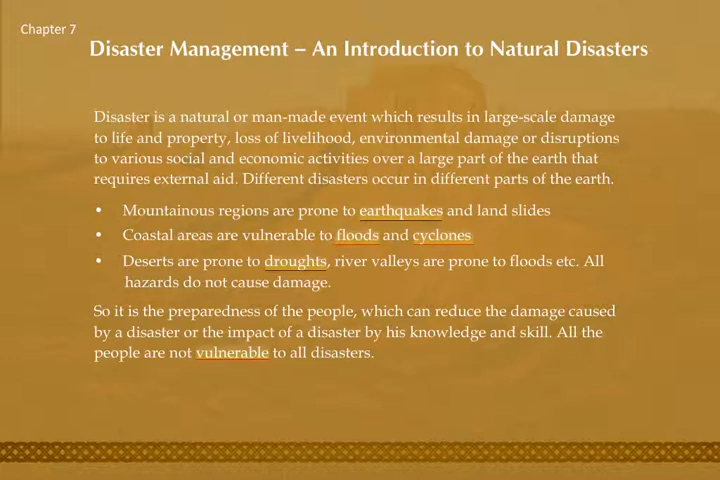 Chapter 7
Disaster Management – An Introduction to Natural Disasters
Disaster is a natural or man-made event which results in large-scale damage
to life and property, loss of livelihood, environmental damage or disruptions
to various social and economic activities over a large part of the earth that
requires external aid. Different disasters occur in different parts of the earth.
• Mountainous regions are prone to earthquakes and land slides
• Coastal areas are vulnerable to floods and cyclones
• Deserts are prone to droughts, river valleys are prone to floods etc. All
hazards do not cause damage.
So it is the preparedness of the people, which can reduce the damage caused
by a disaster or the impact of a disaster by his knowledge and skill. All the
people are not vulnerable to all disasters.